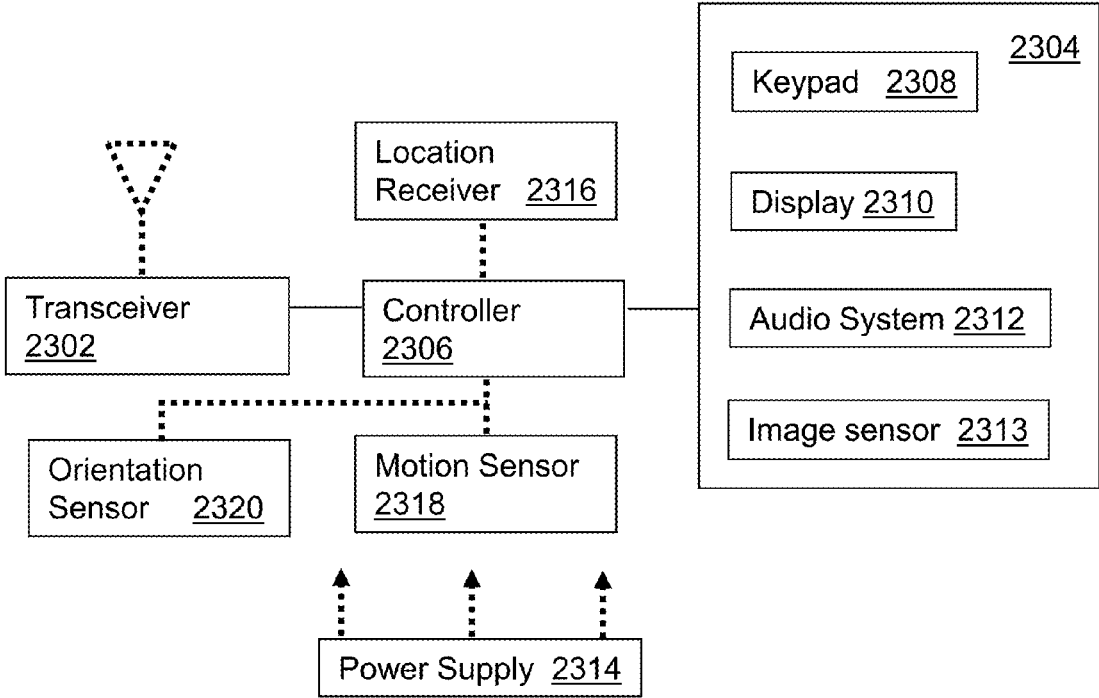 2304
Keypad 2308
Location
Receiver 2316
Display 2310
Transceiver
2302
Controller
2306
Audio System 2312
Image sensor 2313
Orientation
Sensor 2320
Motion Sensor
2318
Power Supply 2314